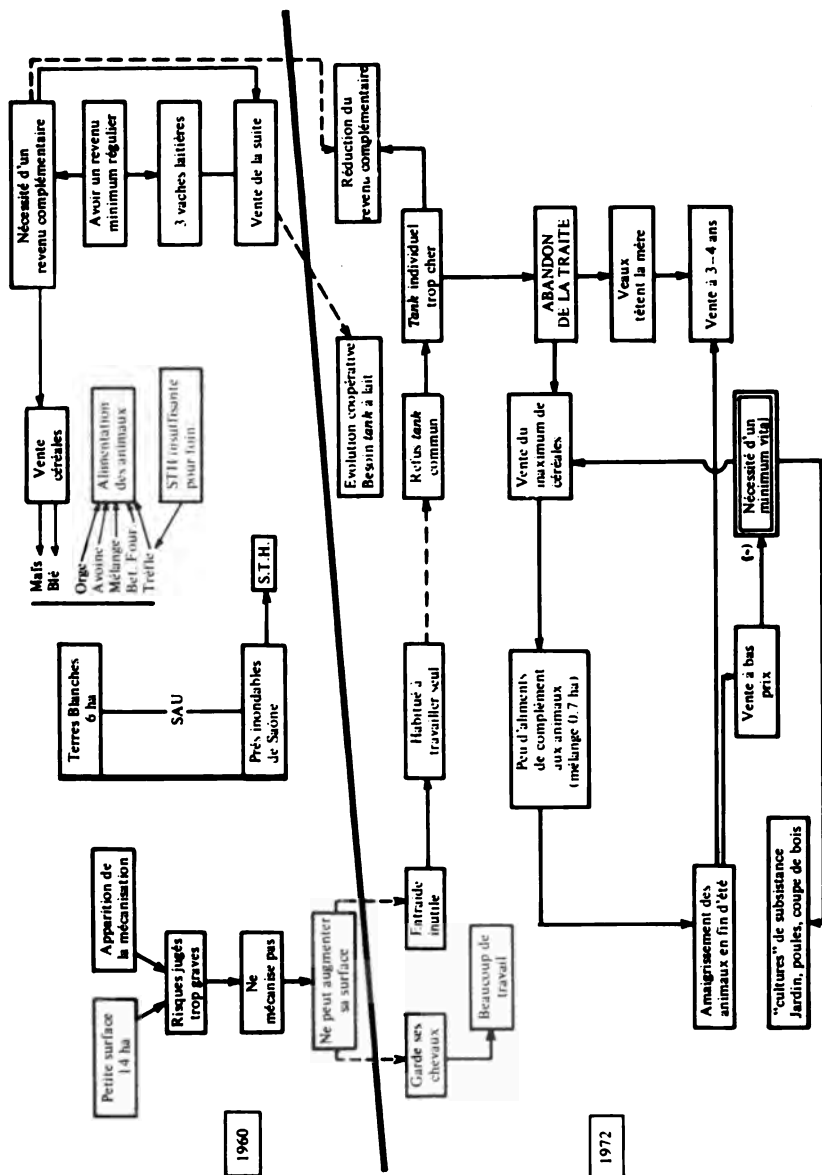 1960
Petite surface
14 ha
Apparition de
la mécanisation
Risques jugés
trop graves
Ne
mécanise pas
Ne peut augmenter
sa surface
Terres Blanches
6 ha
SAU
Prés inondables
de Saône
S.T.H.
Maïs
Blé
Orge
Avoine
Mélange
Bet. Four.
Trèfle
Vente
céréales
Alimentation
des animaux
STH insuffisante
pour foin.
Nécessité d'un
revenu complémentaire
Avoir un revenu
minimum régulier
3 vaches laitières
Vente de la suite
1972
Garde ses
chevaux
Beaucoup de
travail
Entraide
inutile
Habitué à
travailler seul
Refus tank
commun
Evolution coopérative
Besoin tank à lait
Tank individuel
trop cher
Réduction du
revenu complémentaire
ABANDON
DE LA TRAITE
Veaux
têtent la mère
Vente à 3-4 ans
Vente du
maximum de
céréales
Peu d'aliments
de complément
aux animaux
(mélange 0.7 ha)
Amaigrissement des
animaux en fin d'été
Vente à bas
prix
(-)
Nécessité d'un
minimum vital
"cultures" de subsistance
Jardin, poules, coupe de bois